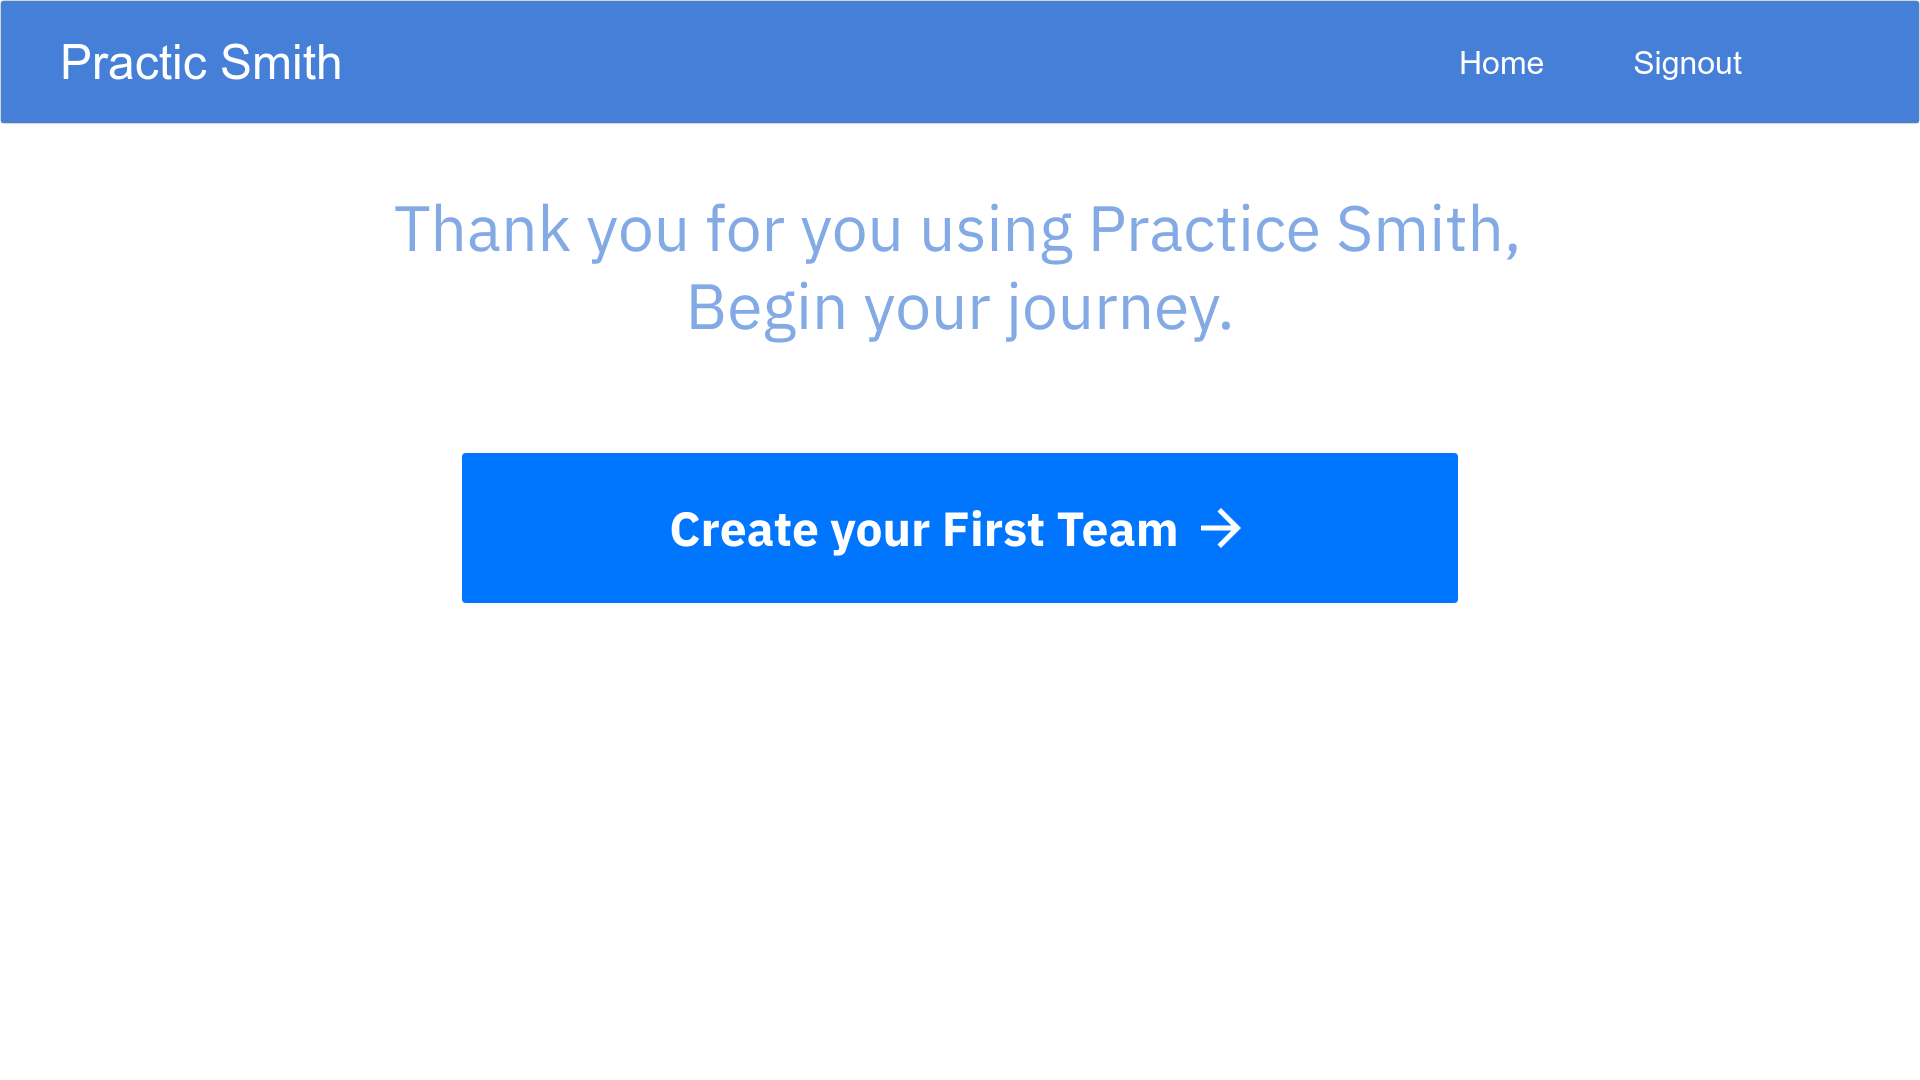 Practic Smith
Home Signout
Thank you for you using Practice Smith,
Begin your journey.
Create your First Team →